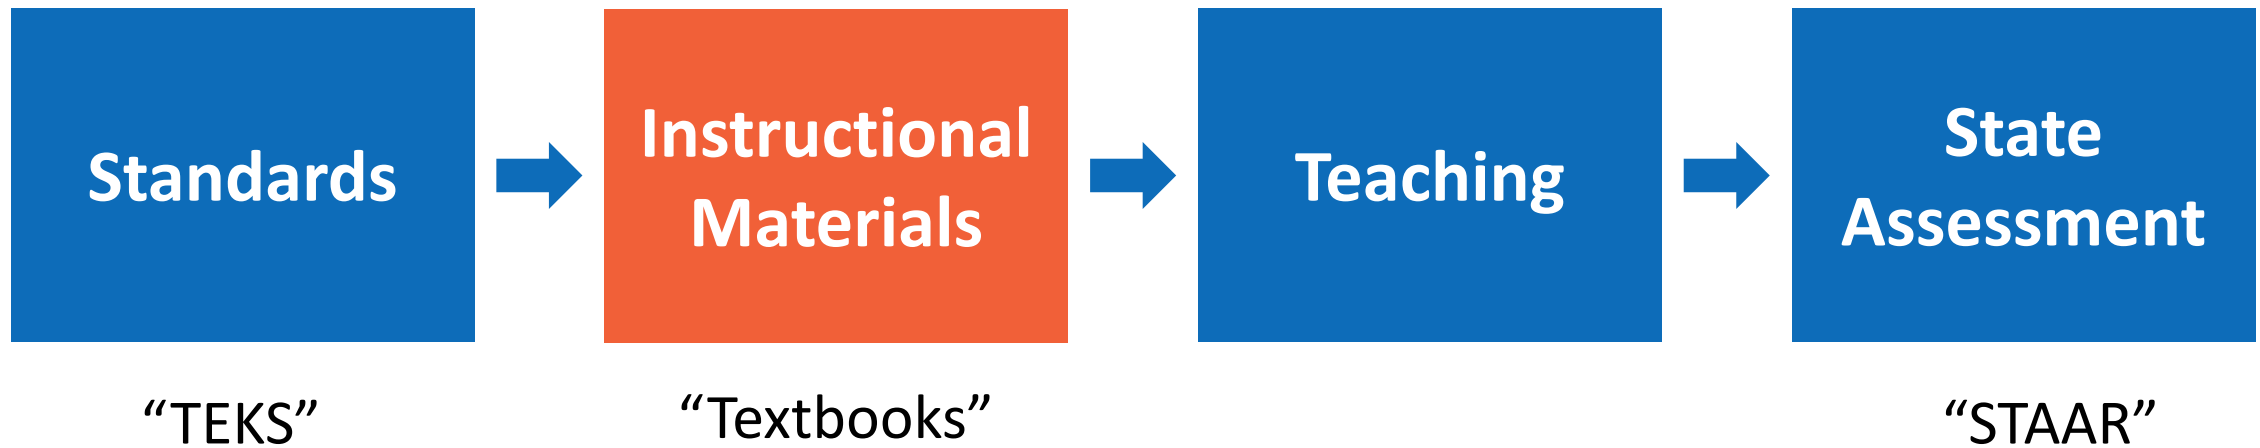 Standards
Instructional
Materials
Teaching
State
Assessment
“TEKS”
“Textbooks”
“STAAR”